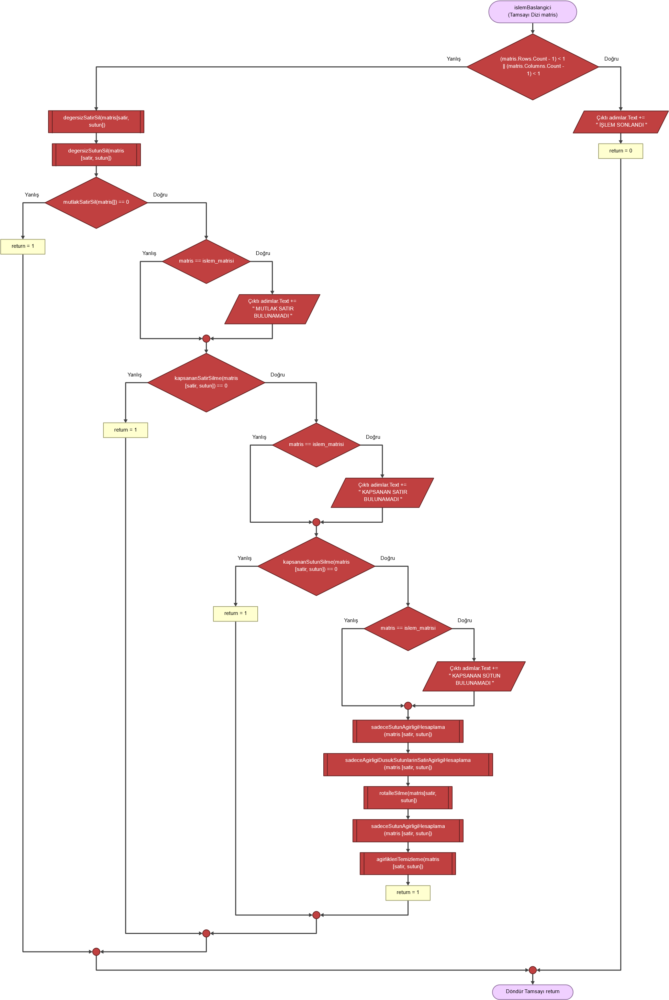 islemBaslangici
(Tamsayı Dizi matris)
(matris.Rows.Count - 1) < 1
|| (matris.Columns.Count -
1) < 1
Yanlış
Doğru
degersizSatirSil(matris[satir,
sutun])
Çıktı adimlar.Text +=
" İŞLEM SONLANDI "
degersizSutunSil(matris
[satir, sutun])
return = 0
mutlakSatirSil(matris[]) == 0
Yanlış
Doğru
return = 1
matris == islem_matrisi
Yanlış
Doğru
Çıktı adimlar.Text +=
" MUTLAK SATIR
BULUNAMADI "
kapsananSatirSilme(matris
[satir, sutun]) == 0
Yanlış
Doğru
return = 1
matris == islem_matrisi
Yanlış
Doğru
Çıktı adimlar.Text +=
" KAPSANAN SATIR
BULUNAMADI "
kapsananSutunSilme(matris
[satir, sutun]) == 0
Yanlış
Doğru
return = 1
matris == islem_matrisi
Yanlış
Doğru
Çıktı adimlar.Text +=
" KAPSANAN SÜTUN
BULUNAMADI "
sadeceSutunAgirligiHesaplama
(matris [satir, sutun])
sadeceAgirligiDusukSutunlarinSatirAgirligiHesaplama
(matris [satir, sutun])
rotaİleSilme(matris[satir,
sutun])
sadeceSutunAgirligiHesaplama
(matris [satir, sutun])
agirlikleriTemizleme(matris
[satir, sutun])
return = 1
Döndür Tamsayı return